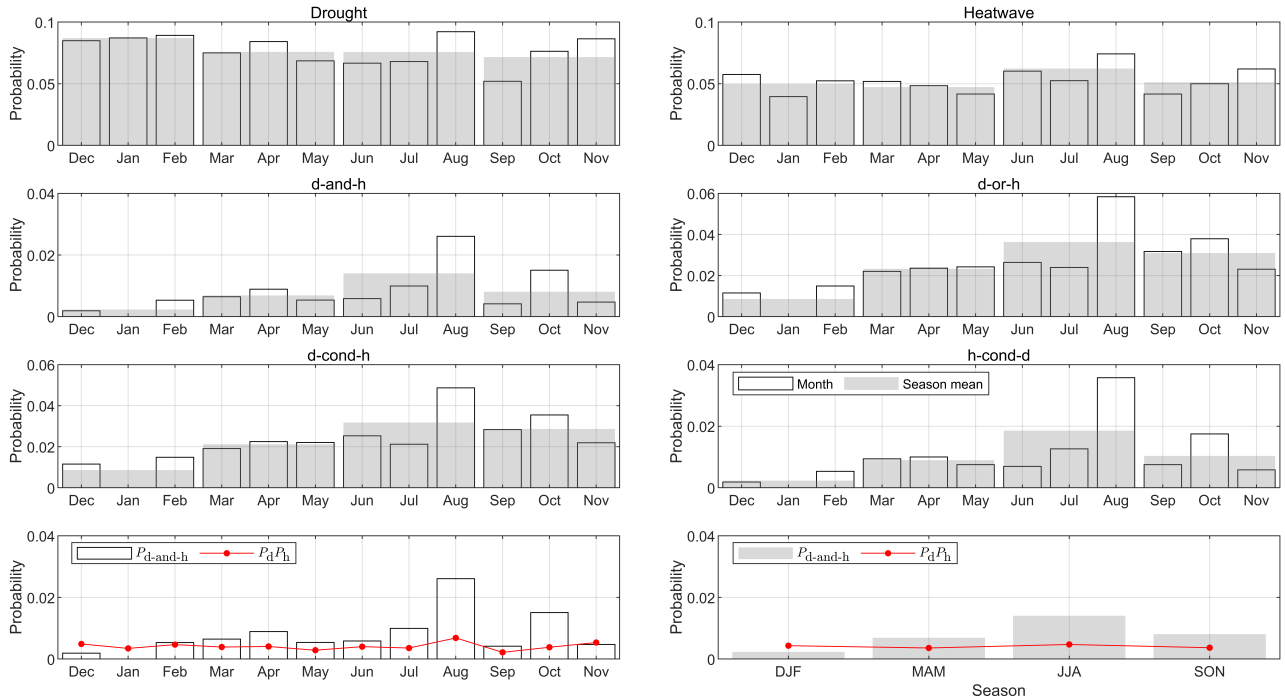 Drought
Probability
0.1
0.05
0
Dec Jan Feb Mar Apr May Jun Jul Aug Sep Oct Nov
Heatwave
Probability
0.1
0.05
0
Dec Jan Feb Mar Apr May Jun Jul Aug Sep Oct Nov
d-and-h
Probability
0.04
0.02
0
Dec Jan Feb Mar Apr May Jun Jul Aug Sep Oct Nov
d-or-h
Probability
0.06
0.04
0.02
0
Dec Jan Feb Mar Apr May Jun Jul Aug Sep Oct Nov
d-cond-h
Probability
0.06
0.04
0.02
0
Dec Jan Feb Mar Apr May Jun Jul Aug Sep Oct Nov
h-cond-d
Probability
0.04
0.02
0
Month Season mean
Dec Jan Feb Mar Apr May Jun Jul Aug Sep Oct Nov
Probability
0.04
0.02
0
P_d-and-h P_dP_h
Dec Jan Feb Mar Apr May Jun Jul Aug Sep Oct Nov
Probability
0.04
0.02
0
P_d-and-h P_dP_h
DJF MAM JJA SON
Season